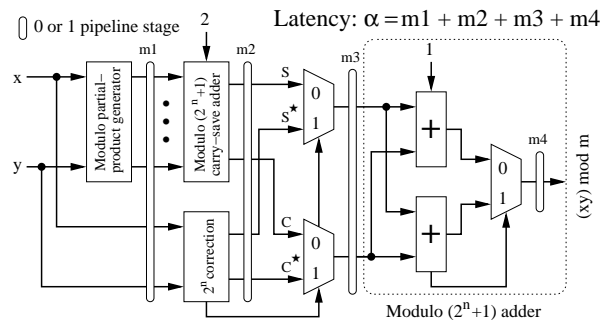 0 or 1 pipeline stage
Latency: α = m1 + m2 + m3 + m4
2
m1
m2
m3
1
x
y
Modulo partial-
product generator
Modulo (2^n+1)
carry-save adder
S
S★
0
1
+
m4
0
1
(xy) mod m
2^n correction
C
C★
0
1
+
Modulo (2^n+1) adder